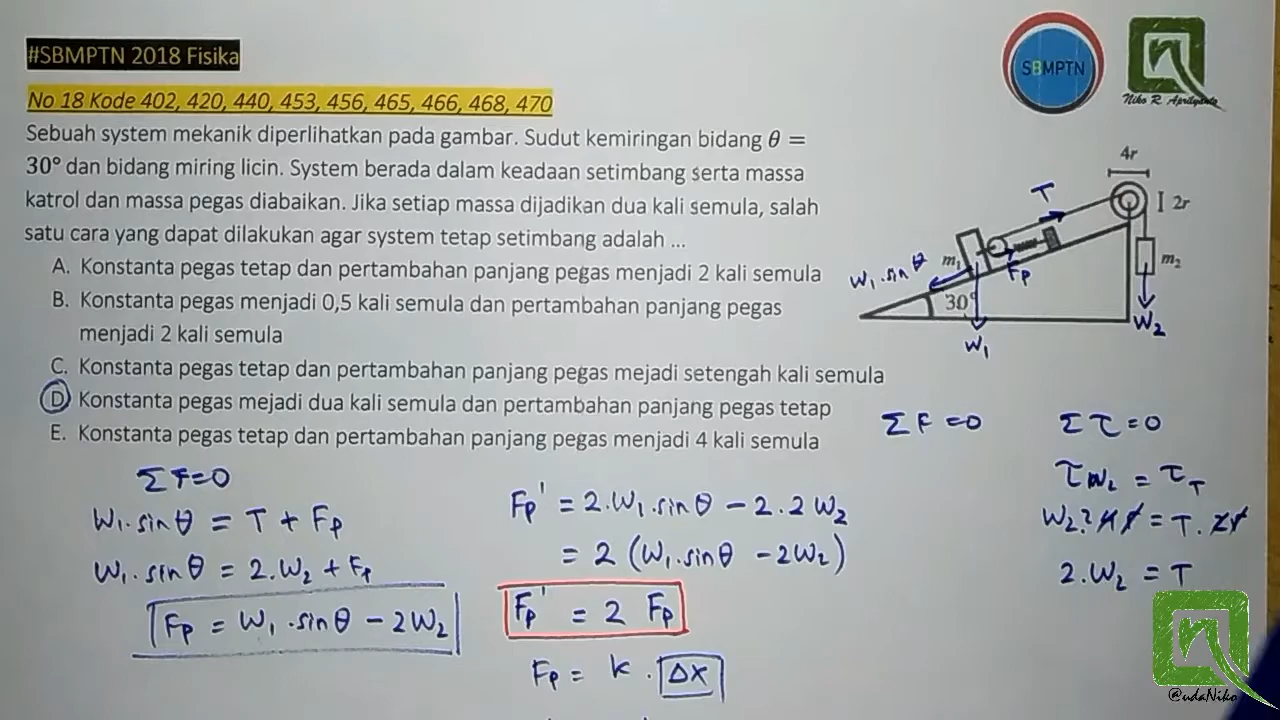 #SBMPTN 2018 Fisika
No 18 Kode 402, 420, 440, 453, 456, 465, 466, 468, 470
Sebuah system mekanik diperlihatkan pada gambar. Sudut kemiringan bidang θ =
30° dan bidang miring licin. System berada dalam keadaan setimbang serta massa
katrol dan massa pegas diabaikan. Jika setiap massa dijadikan dua kali semula, salah
satu cara yang dapat dilakukan agar system tetap setimbang adalah ...
A. Konstanta pegas tetap dan pertambahan panjang pegas menjadi 2 kali semula
B. Konstanta pegas menjadi 0,5 kali semula dan pertambahan panjang pegas
menjadi 2 kali semula
C. Konstanta pegas tetap dan pertambahan panjang pegas mejadi setengah kali semula
D. Konstanta pegas mejadi dua kali semula dan pertambahan panjang pegas tetap
E. Konstanta pegas tetap dan pertambahan panjang pegas menjadi 4 kali semula
SBMPTN
Niko R. Aprilyanto
4r
2r
T
m₁
m₂
W₁.sin θ
Fp
30°
W₁
W₂
ΣF=0
W₁.sin θ = T + Fp
W₁.sin θ = 2.W₂ + Fp
Fp = W₁.sin θ - 2W₂
Fp' = 2.W₁.sin θ - 2.2W₂
= 2 (W₁.sin θ - 2W₂)
Fp' = 2 Fp
Fp = k . Δx
ΣF=0
Στ=0
τw₂ = τT
2.W₂ = T
@udaNiko